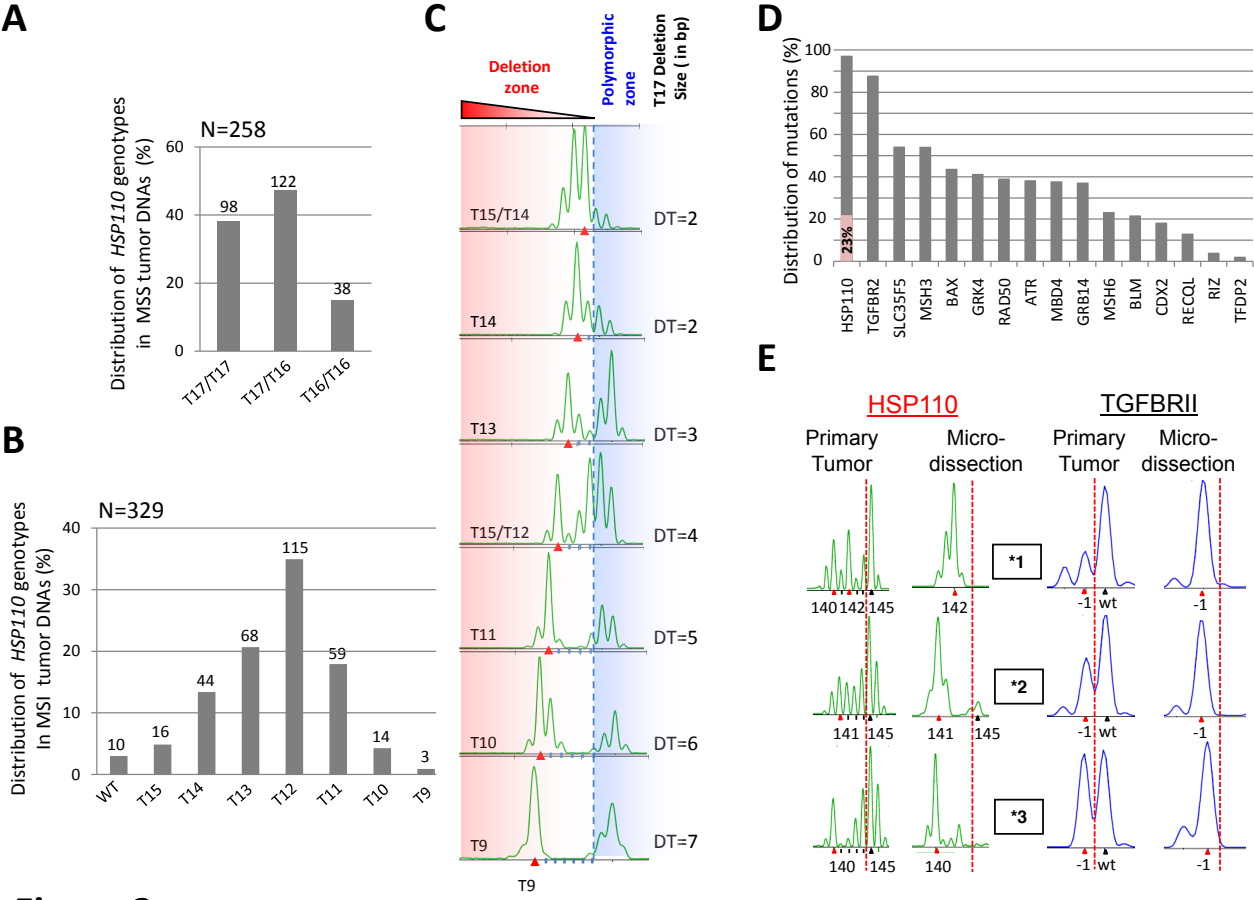 A
N=258
Distribution of HSP110 genotypes
in MSS tumor DNAs (%)
60
40
20
0
98
122
38
T17/T17
T17/T16
T16/T16
B
N=329
Distribution of HSP110 genotypes
In MSI tumor DNAs (%)
40
30
20
10
0
10
16
44
68
115
59
14
3
WT
T15
T14
T13
T12
T11
T10
T9
C
Deletion
zone
Polymorphic
zone
T17 Deletion
Size ( in bp)
T15/T14
DT=2
T14
DT=2
T13
DT=3
T15/T12
DT=4
T11
DT=5
T10
DT=6
T9
DT=7
T9
D
Distribution of mutations (%)
100
80
60
40
20
0
23%
HSP110
TGFBR2
SLC35F5
MSH3
BAX
GRK4
RAD50
ATR
MBD4
GRB14
MSH6
BLM
CDX2
RECQL
RIZ
TFDP2
E
HSP110
TGFBRII
Primary
Tumor
Micro-
dissection
Primary
Tumor
Micro-
dissection
*1
140 142 145
142
-1 wt
-1
*2
141 145
141 145
-1 wt
-1
*3
140 145
140
-1 wt
-1